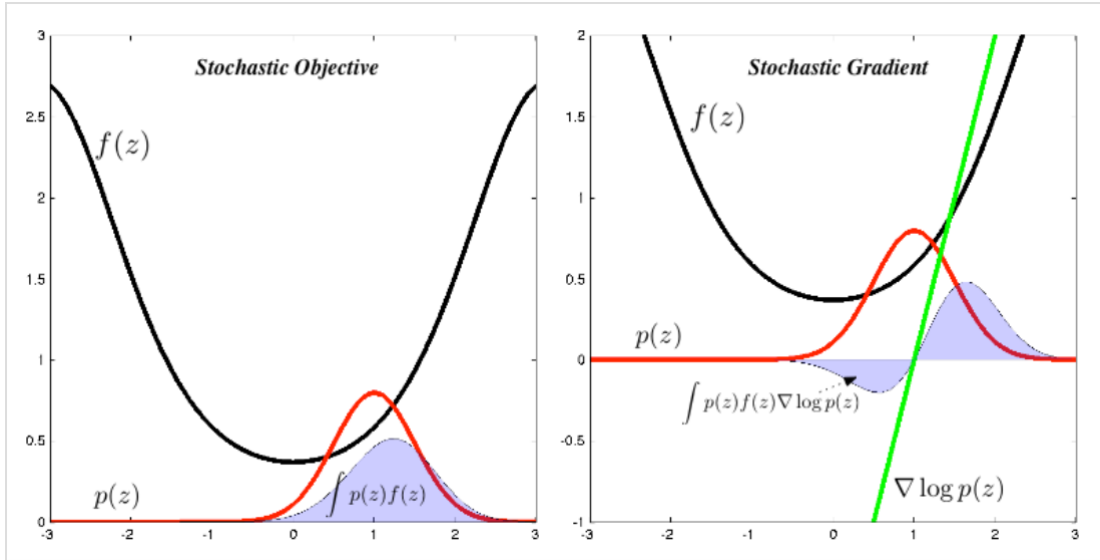 Stochastic Objective
3
2.5
2
1.5
1
0.5
0
-3 -2 -1 0 1 2 3
f(z)
p(z)
∫ p(z)f(z)
Stochastic Gradient
2
1.5
1
0.5
0
-0.5
-1
-3 -2 -1 0 1 2 3
f(z)
p(z)
∫ p(z)f(z)∇ log p(z)
∇ log p(z)